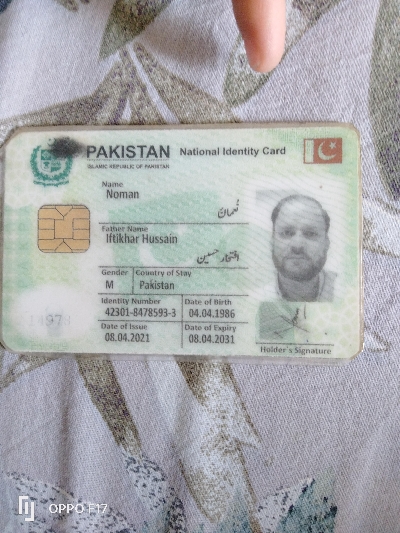 PAKISTAN National Identity Card
ISLAMIC REPUBLIC OF PAKISTAN
Name
Noman
نعمان
Father Name
Iftikhar Hussain
افتخار حسین
Gender Country of Stay
M Pakistan
Identity Number Date of Birth
42301-8478593-3 04.04.1986
Date of Issue Date of Expiry
08.04.2021 08.04.2031
Holder's Signature
OPPO F17